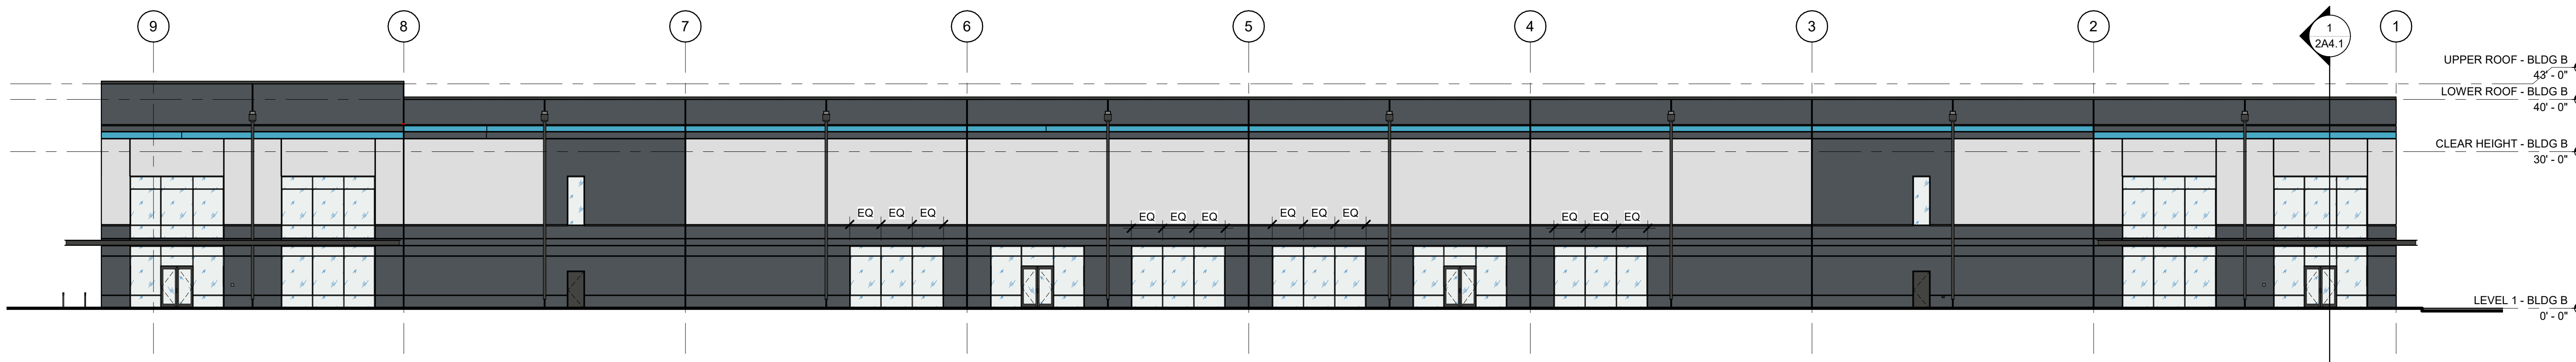 9 8 7 6 5 4 3 2 1
1
2A4.1
UPPER ROOF - BLDG B
43' - 0"
LOWER ROOF - BLDG B
40' - 0"
CLEAR HEIGHT - BLDG B
30' - 0"
EQ EQ EQ EQ EQ EQ EQ EQ EQ EQ EQ EQ
LEVEL 1 - BLDG B
0' - 0"